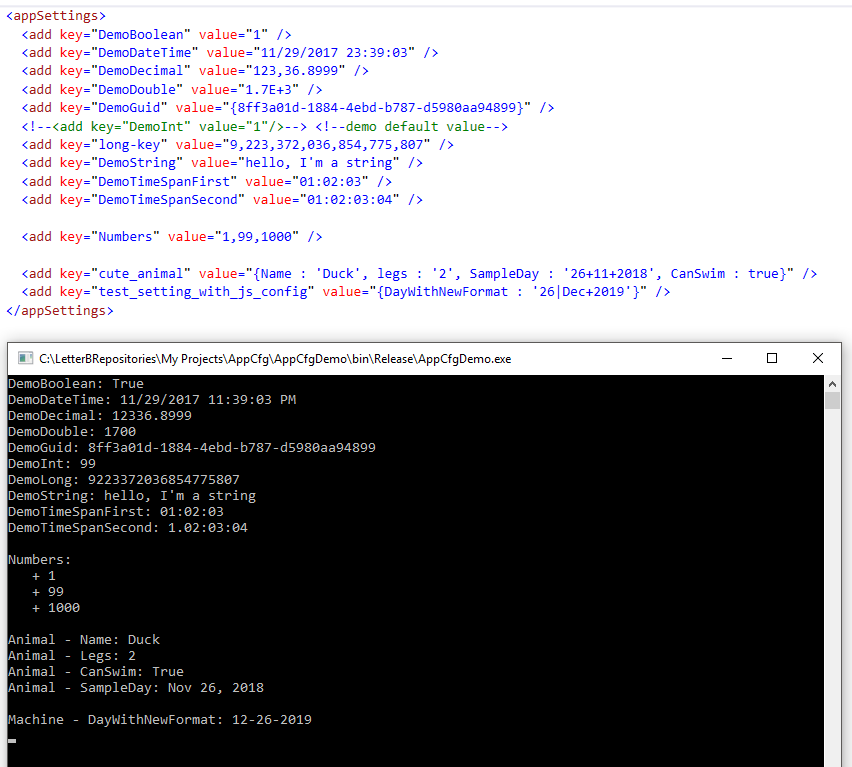 <appSettings>
  <add key="DemoBoolean" value="1" />
  <add key="DemoDateTime" value="11/29/2017 23:39:03" />
  <add key="DemoDecimal" value="123,36.8999" />
  <add key="DemoDouble" value="1.7E+3" />
  <add key="DemoGuid" value="{8ff3a01d-1884-4ebd-b787-d5980aa94899}" />
  <!--<add key="DemoInt" value="1"/>--> <!--demo default value-->
  <add key="long-key" value="9,223,372,036,854,775,807" />
  <add key="DemoString" value="hello, I'm a string" />
  <add key="DemoTimeSpanFirst" value="01:02:03" />
  <add key="DemoTimeSpanSecond" value="01:02:03:04" />

  <add key="Numbers" value="1,99,1000" />

  <add key="cute_animal" value="{Name : 'Duck', legs : '2', SampleDay : '26+11+2018', CanSwim : true}" />
  <add key="test_setting_with_js_config" value="{DayWithNewFormat : '26|Dec+2019'}" />
</appSettings>

C:\LetterBRepositories\My Projects\AppCfg\AppCfgDemo\bin\Release\AppCfgDemo.exe
DemoBoolean: True
DemoDateTime: 11/29/2017 11:39:03 PM
DemoDecimal: 12336.8999
DemoDouble: 1700
DemoGuid: 8ff3a01d-1884-4ebd-b787-d5980aa94899
DemoInt: 99
DemoLong: 9223372036854775807
DemoString: hello, I'm a string
DemoTimeSpanFirst: 01:02:03
DemoTimeSpanSecond: 1.02:03:04

Numbers:
   + 1
   + 99
   + 1000

Animal - Name: Duck
Animal - Legs: 2
Animal - CanSwim: True
Animal - SampleDay: Nov 26, 2018

Machine - DayWithNewFormat: 12-26-2019